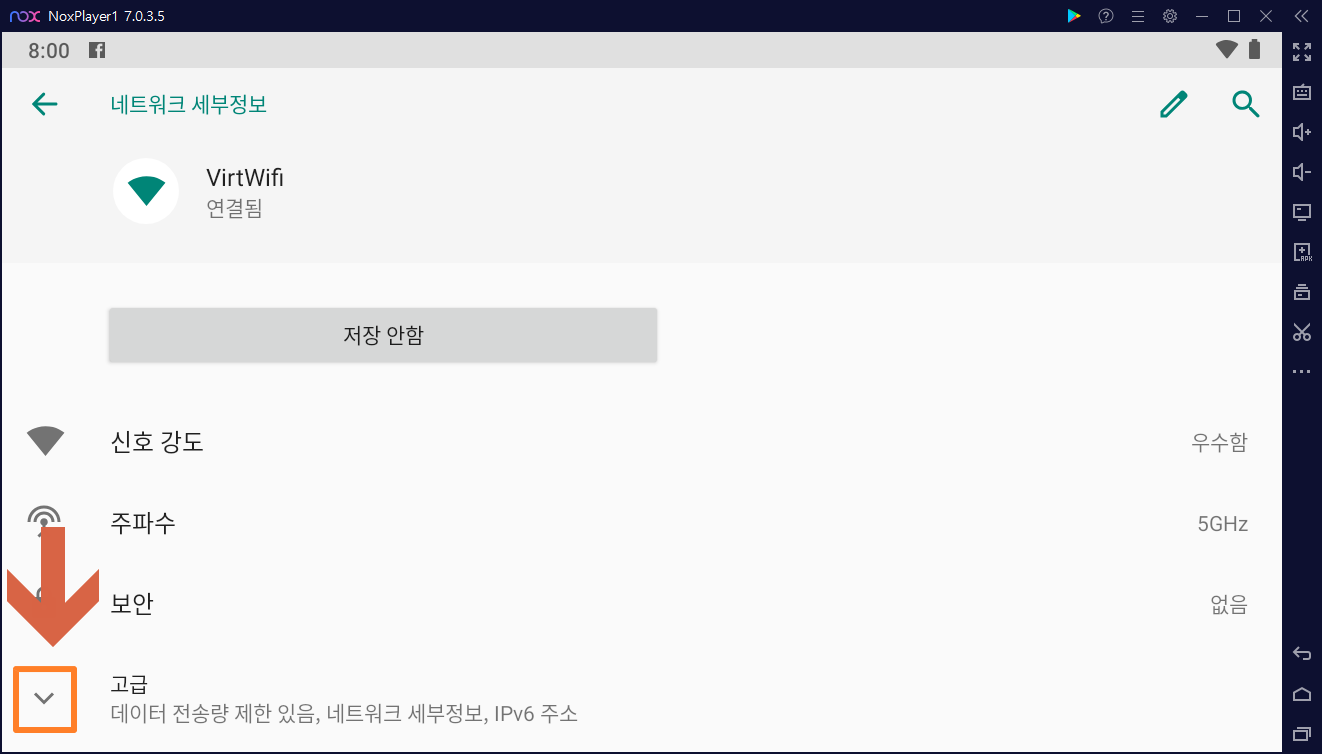 nox NoxPlayer1 7.0.3.5
8:00
네트워크 세부정보
VirtWifi
연결됨
저장 안함
신호 강도 우수함
주파수 5GHz
보안 없음
고급
데이터 전송량 제한 있음, 네트워크 세부정보, IPv6 주소
APK